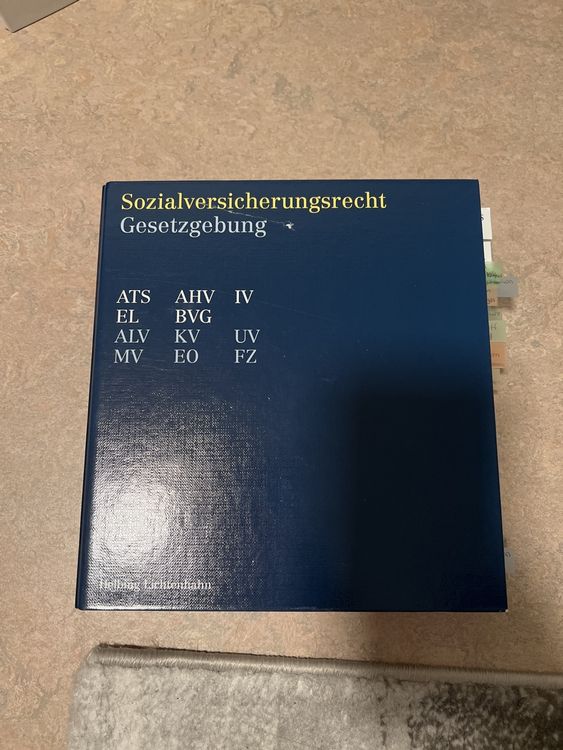 Sozialversicherungsrecht
Gesetzgebung
ATS AHV IV
EL BVG
ALV KV UV
MV EO FZ
Helbing Lichtenhahn